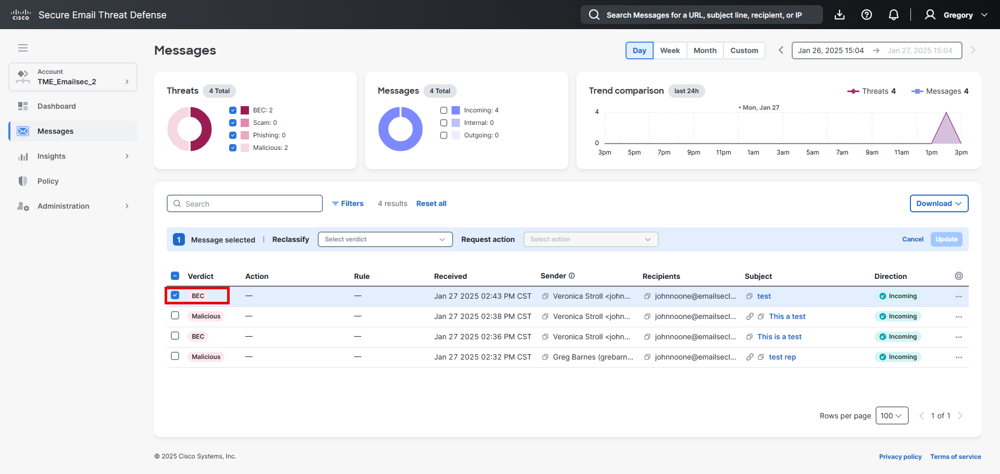 cisco Secure Email Threat Defense
Search Messages for a URL, subject line, recipient, or IP
Gregory
Account
TME_Emailsec_2
Dashboard
Messages
Insights
Policy
Administration
Messages
Day Week Month Custom
Jan 26, 2025 15:04 → Jan 27, 2025 15:04
Threats 4 Total
BEC: 2
Scam: 0
Phishing: 0
Malicious: 2
Messages 4 Total
Incoming: 4
Internal: 0
Outgoing: 0
Trend comparison last 24h
Threats 4 Messages 4
• Mon, Jan 27
4
0
3pm 5pm 7pm 9pm 11pm 1am 3am 5am 7am 9am 11am 1pm 3pm
Search Filters 4 results Reset all Download
1 Message selected | Reclassify Select verdict Request action Select action Cancel Update
Verdict Action Rule Received Sender Recipients Subject Direction
BEC — — Jan 27 2025 02:43 PM CST Veronica Stroll <john... johnnoone@emailsecl... test Incoming ...
Malicious — — Jan 27 2025 02:38 PM CST Veronica Stroll <john... johnnoone@emailsecl... This a test Incoming ...
BEC — — Jan 27 2025 02:36 PM CST Veronica Stroll <john... johnnoone@emailsecl... This is a test Incoming ...
Malicious — — Jan 27 2025 02:32 PM CST Greg Barnes (grebarn... johnnoone@emailsecl... test rep Incoming ...
Rows per page 100 1 of 1
© 2025 Cisco Systems, Inc.
Privacy policy Terms of service